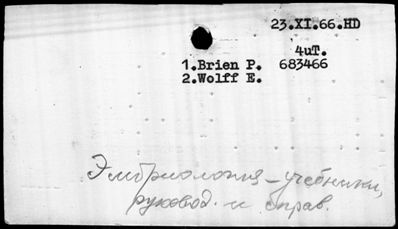 23.XI.66.HD
4uT.
1.Brien P. 683466
2.Wolff E.
Эмбриология – учебники,
руковод. и справ.